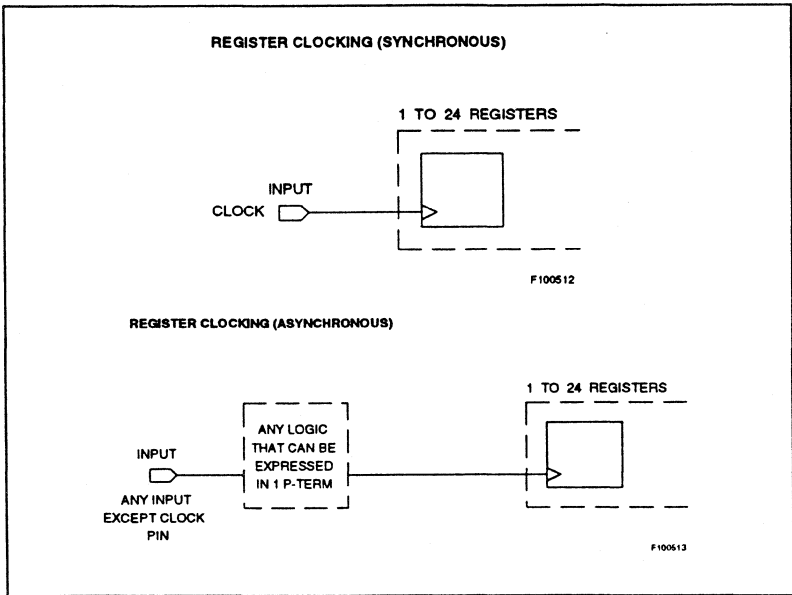 REGISTER CLOCKING (SYNCHRONOUS)
1 TO 24 REGISTERS
INPUT
CLOCK
F100512
REGISTER CLOCKING (ASYNCHRONOUS)
1 TO 24 REGISTERS
ANY LOGIC
THAT CAN BE
EXPRESSED
IN 1 P-TERM
INPUT
ANY INPUT
EXCEPT CLOCK
PIN
F100513